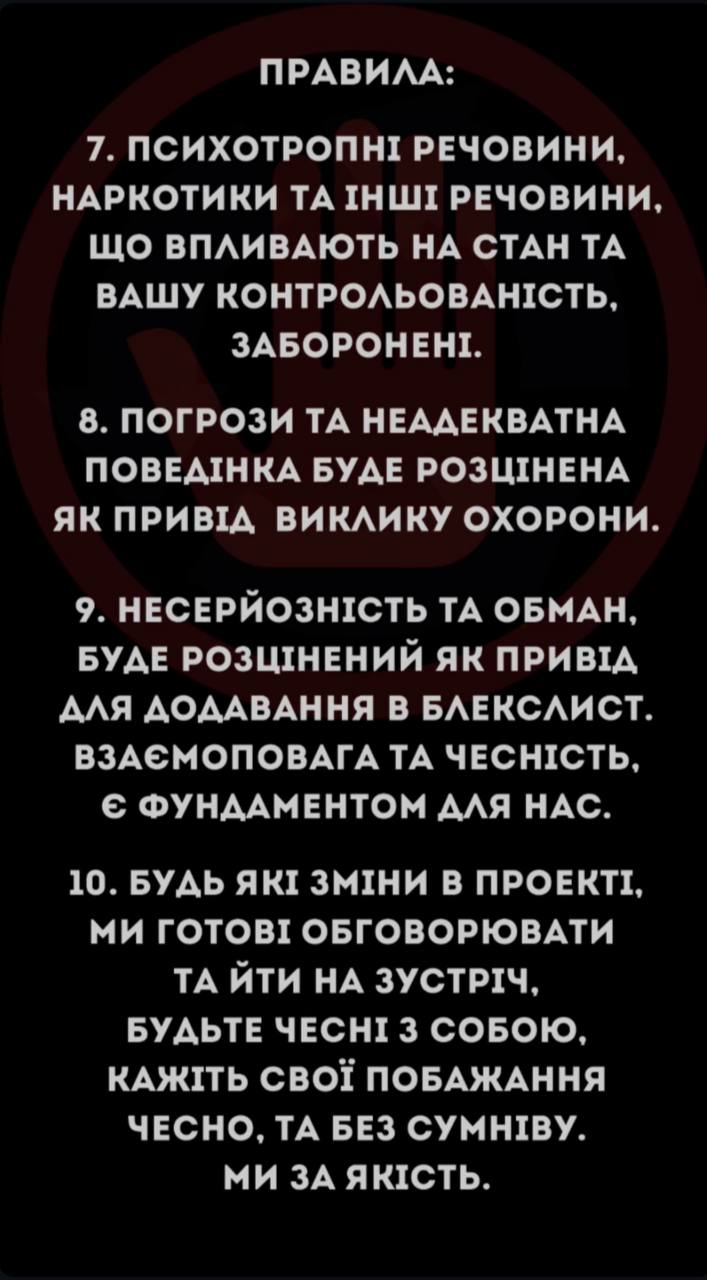 ПРАВИЛА:
7. ПСИХОТРОПНІ РЕЧОВИНИ,
НАРКОТИКИ ТА ІНШІ РЕЧОВИНИ,
ЩО ВПЛИВАЮТЬ НА СТАН ТА
ВАШУ КОНТРОЛЬОВАНІСТЬ,
ЗАБОРОНЕНІ.
8. ПОГРОЗИ ТА НЕАДЕКВАТНА
ПОВЕДІНКА БУДЕ РОЗЦІНЕНА
ЯК ПРИВІД ВИКЛИКУ ОХОРОНИ.
9. НЕСЕРЙОЗНІСТЬ ТА ОБМАН,
БУДЕ РОЗЦІНЕНИЙ ЯК ПРИВІД
ДЛЯ ДОДАВАННЯ В БЛЕКСЛИСТ.
ВЗАЄМОПОВАГА ТА ЧЕСНІСТЬ,
Є ФУНДАМЕНТОМ ДЛЯ НАС.
10. БУДЬ ЯКІ ЗМІНИ В ПРОЕКТІ,
МИ ГОТОВІ ОБГОВОРЮВАТИ
ТА ЙТИ НА ЗУСТРІЧ,
БУДЬТЕ ЧЕСНІ З СОБОЮ,
КАЖІТЬ СВОЇ ПОБАЖАННЯ
ЧЕСНО, ТА БЕЗ СУМНІВУ.
МИ ЗА ЯКІСТЬ.